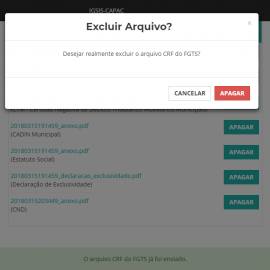 IGSIS-CAPAC
Excluir Arquivo?
×
Desejar realmente excluir o arquivo CRF do FGTS?
CANCELAR
APAGAR
20180315191459_anexo.pdf
APAGAR
(CADIN Municipal)
20180315191459_anexo.pdf
APAGAR
(Estatuto Social)
20180315191459_declaracao_exclusividade.pdf
APAGAR
(Declaração de Exclusividade)
20180315205449_anexo.pdf
APAGAR
(CND)
O arquivo CRF do FGTS já foi enviado.